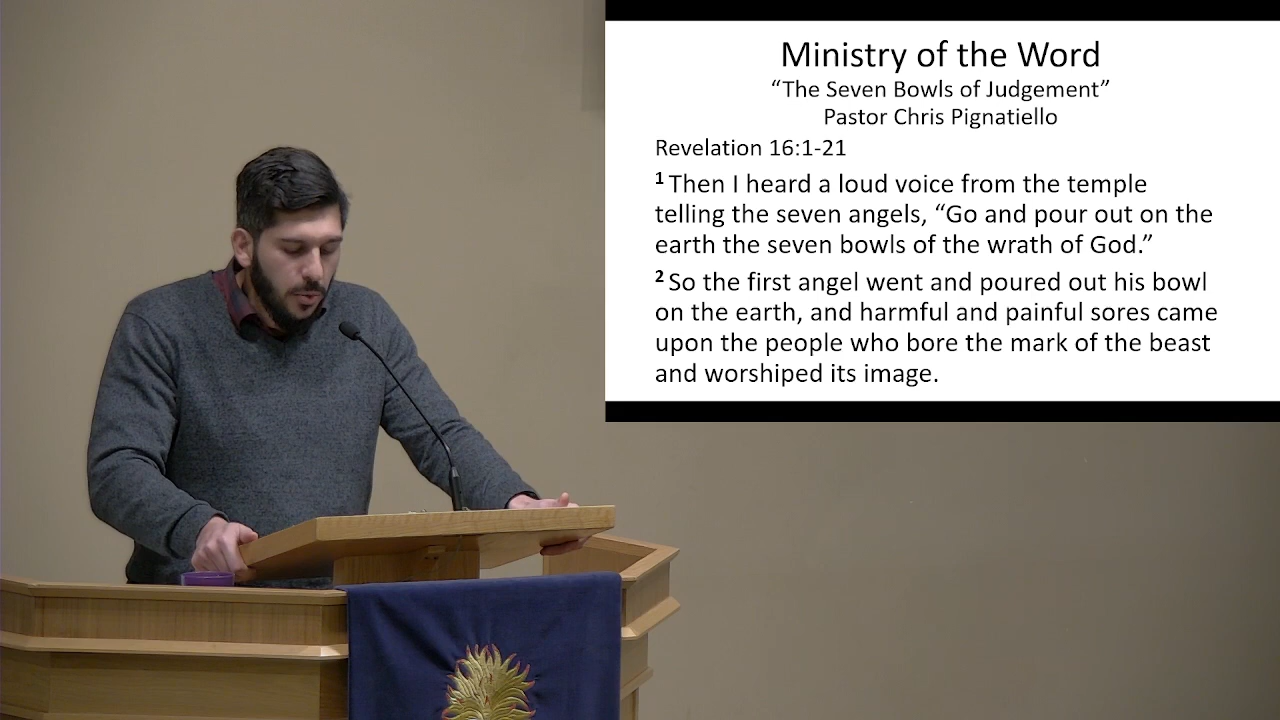 Ministry of the Word
“The Seven Bowls of Judgement”
Pastor Chris Pignatiello
Revelation 16:1-21
1 Then I heard a loud voice from the temple
telling the seven angels, “Go and pour out on the
earth the seven bowls of the wrath of God.”
2 So the first angel went and poured out his bowl
on the earth, and harmful and painful sores came
upon the people who bore the mark of the beast
and worshiped its image.